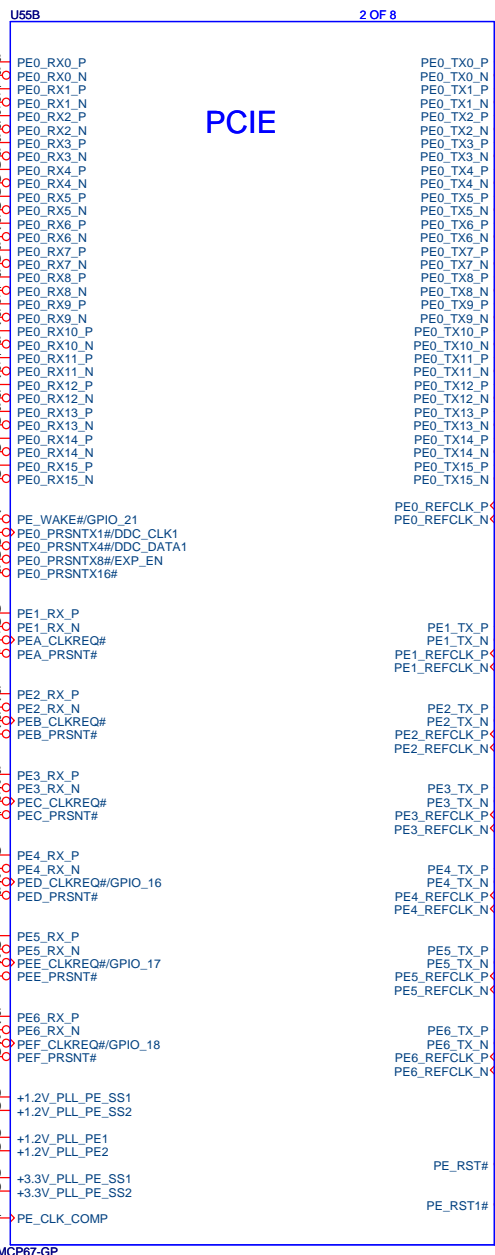 U55B 2 OF 8
PCIE
PE0_RX0_P PE0_TX0_P
PE0_RX0_N PE0_TX0_N
PE0_RX1_P PE0_TX1_P
PE0_RX1_N PE0_TX1_N
PE0_RX2_P PE0_TX2_P
PE0_RX2_N PE0_TX2_N
PE0_RX3_P PE0_TX3_P
PE0_RX3_N PE0_TX3_N
PE0_RX4_P PE0_TX4_P
PE0_RX4_N PE0_TX4_N
PE0_RX5_P PE0_TX5_P
PE0_RX5_N PE0_TX5_N
PE0_RX6_P PE0_TX6_P
PE0_RX6_N PE0_TX6_N
PE0_RX7_P PE0_TX7_P
PE0_RX7_N PE0_TX7_N
PE0_RX8_P PE0_TX8_P
PE0_RX8_N PE0_TX8_N
PE0_RX9_P PE0_TX9_P
PE0_RX9_N PE0_TX9_N
PE0_RX10_P PE0_TX10_P
PE0_RX10_N PE0_TX10_N
PE0_RX11_P PE0_TX11_P
PE0_RX11_N PE0_TX11_N
PE0_RX12_P PE0_TX12_P
PE0_RX12_N PE0_TX12_N
PE0_RX13_P PE0_TX13_P
PE0_RX13_N PE0_TX13_N
PE0_RX14_P PE0_TX14_P
PE0_RX14_N PE0_TX14_N
PE0_RX15_P PE0_TX15_P
PE0_RX15_N PE0_TX15_N
PE0_REFCLK_P
PE_WAKE#/GPIO_21 PE0_REFCLK_N
PE0_PRSNTX1#/DDC_CLK1
PE0_PRSNTX4#/DDC_DATA1
PE0_PRSNTX8#/EXP_EN
PE0_PRSNTX16#
PE1_RX_P
PE1_RX_N PE1_TX_P
PEA_CLKREQ# PE1_TX_N
PEA_PRSNT# PE1_REFCLK_P
PE1_REFCLK_N
PE2_RX_P
PE2_RX_N PE2_TX_P
PEB_CLKREQ# PE2_TX_N
PEB_PRSNT# PE2_REFCLK_P
PE2_REFCLK_N
PE3_RX_P
PE3_RX_N PE3_TX_P
PEC_CLKREQ# PE3_TX_N
PEC_PRSNT# PE3_REFCLK_P
PE3_REFCLK_N
PE4_RX_P
PE4_RX_N PE4_TX_P
PED_CLKREQ#/GPIO_16 PE4_TX_N
PED_PRSNT# PE4_REFCLK_P
PE4_REFCLK_N
PE5_RX_P
PE5_RX_N PE5_TX_P
PEE_CLKREQ#/GPIO_17 PE5_TX_N
PEE_PRSNT# PE5_REFCLK_P
PE5_REFCLK_N
PE6_RX_P
PE6_RX_N PE6_TX_P
PEF_CLKREQ#/GPIO_18 PE6_TX_N
PEF_PRSNT# PE6_REFCLK_P
PE6_REFCLK_N
+1.2V_PLL_PE_SS1
+1.2V_PLL_PE_SS2
+1.2V_PLL_PE1
+1.2V_PLL_PE2
PE_RST#
+3.3V_PLL_PE_SS1
+3.3V_PLL_PE_SS2
PE_RST1#
PE_CLK_COMP
MCP67-GP